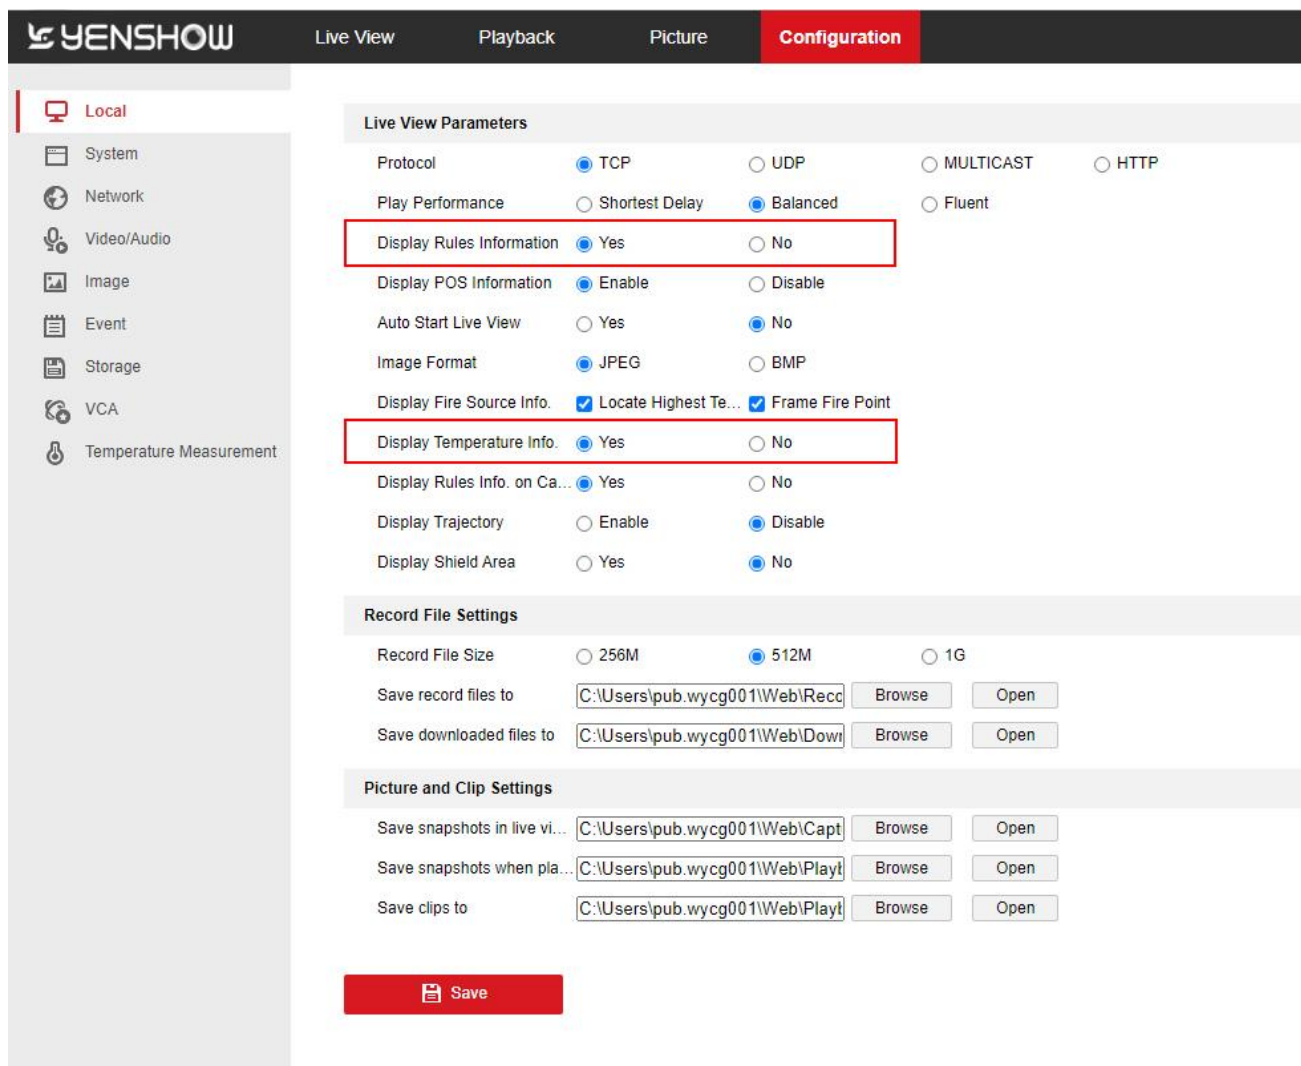 YENSHOW Live View Playback Picture Configuration
Local
System
Network
Video/Audio
Image
Event
Storage
VCA
Temperature Measurement
Live View Parameters
Protocol TCP UDP MULTICAST HTTP
Play Performance Shortest Delay Balanced Fluent
Display Rules Information Yes No
Display POS Information Enable Disable
Auto Start Live View Yes No
Image Format JPEG BMP
Display Fire Source Info. Locate Highest Te... Frame Fire Point
Display Temperature Info. Yes No
Display Rules Info. on Ca... Yes No
Display Trajectory Enable Disable
Display Shield Area Yes No
Record File Settings
Record File Size 256M 512M 1G
Save record files to C:\Users\pub.wycg001\Web\Reco Browse Open
Save downloaded files to C:\Users\pub.wycg001\Web\Down Browse Open
Picture and Clip Settings
Save snapshots in live vi... C:\Users\pub.wycg001\Web\Capt Browse Open
Save snapshots when pla... C:\Users\pub.wycg001\Web\Playb Browse Open
Save clips to C:\Users\pub.wycg001\Web\Playb Browse Open
Save